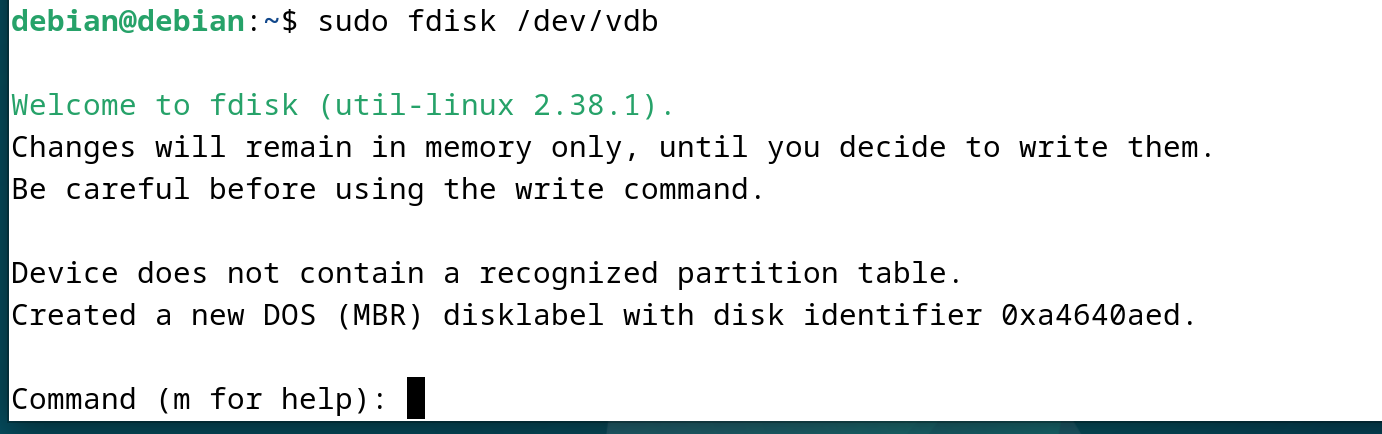 debian@debian:~$ sudo fdisk /dev/vdb
Welcome to fdisk (util-linux 2.38.1).
Changes will remain in memory only, until you decide to write them.
Be careful before using the write command.
Device does not contain a recognized partition table.
Created a new DOS (MBR) disklabel with disk identifier 0xa4640aed.
Command (m for help):